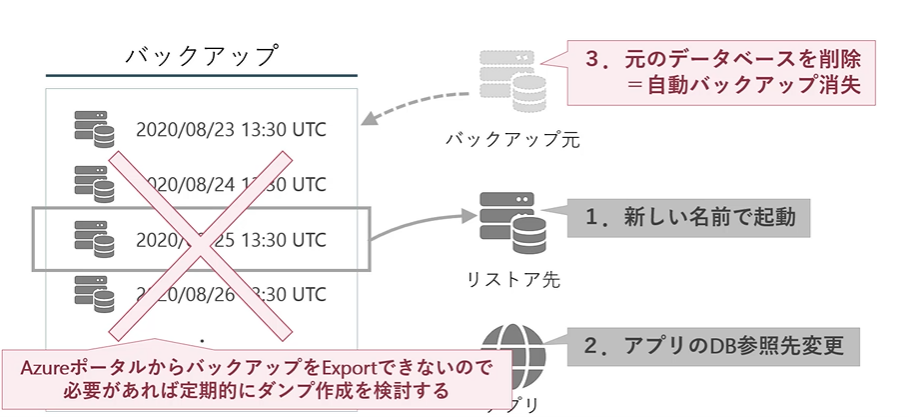 バックアップ
2020/08/23 13:30 UTC
2020/08/24 13:30 UTC
2020/08/25 13:30 UTC
2020/08/26 13:30 UTC
.
AzureポータルからバックアップをExportできないので
必要があれば定期的にダンプ作成を検討する
3．元のデータベースを削除
＝自動バックアップ消失
バックアップ元
1．新しい名前で起動
リストア先
2．アプリのDB参照先変更
アプリ